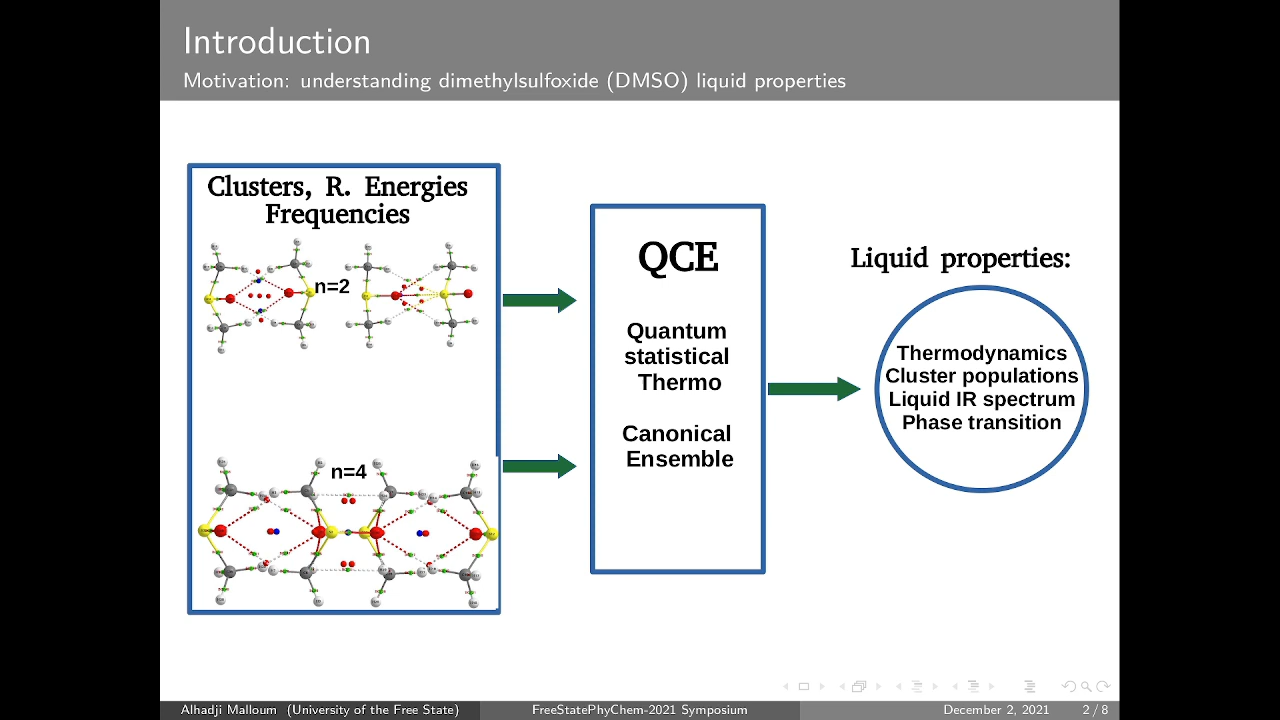 Introduction
Motivation: understanding dimethylsulfoxide (DMSO) liquid properties
Clusters, R. Energies
Frequencies
n=2
n=4
QCE
Quantum
statistical
Thermo
Canonical
Ensemble
Liquid properties:
Thermodynamics
Cluster populations
Liquid IR spectrum
Phase transition
Alhadji Malloum (University of the Free State)
FreeStatePhyChem-2021 Symposium
December 2, 2021
2 / 8